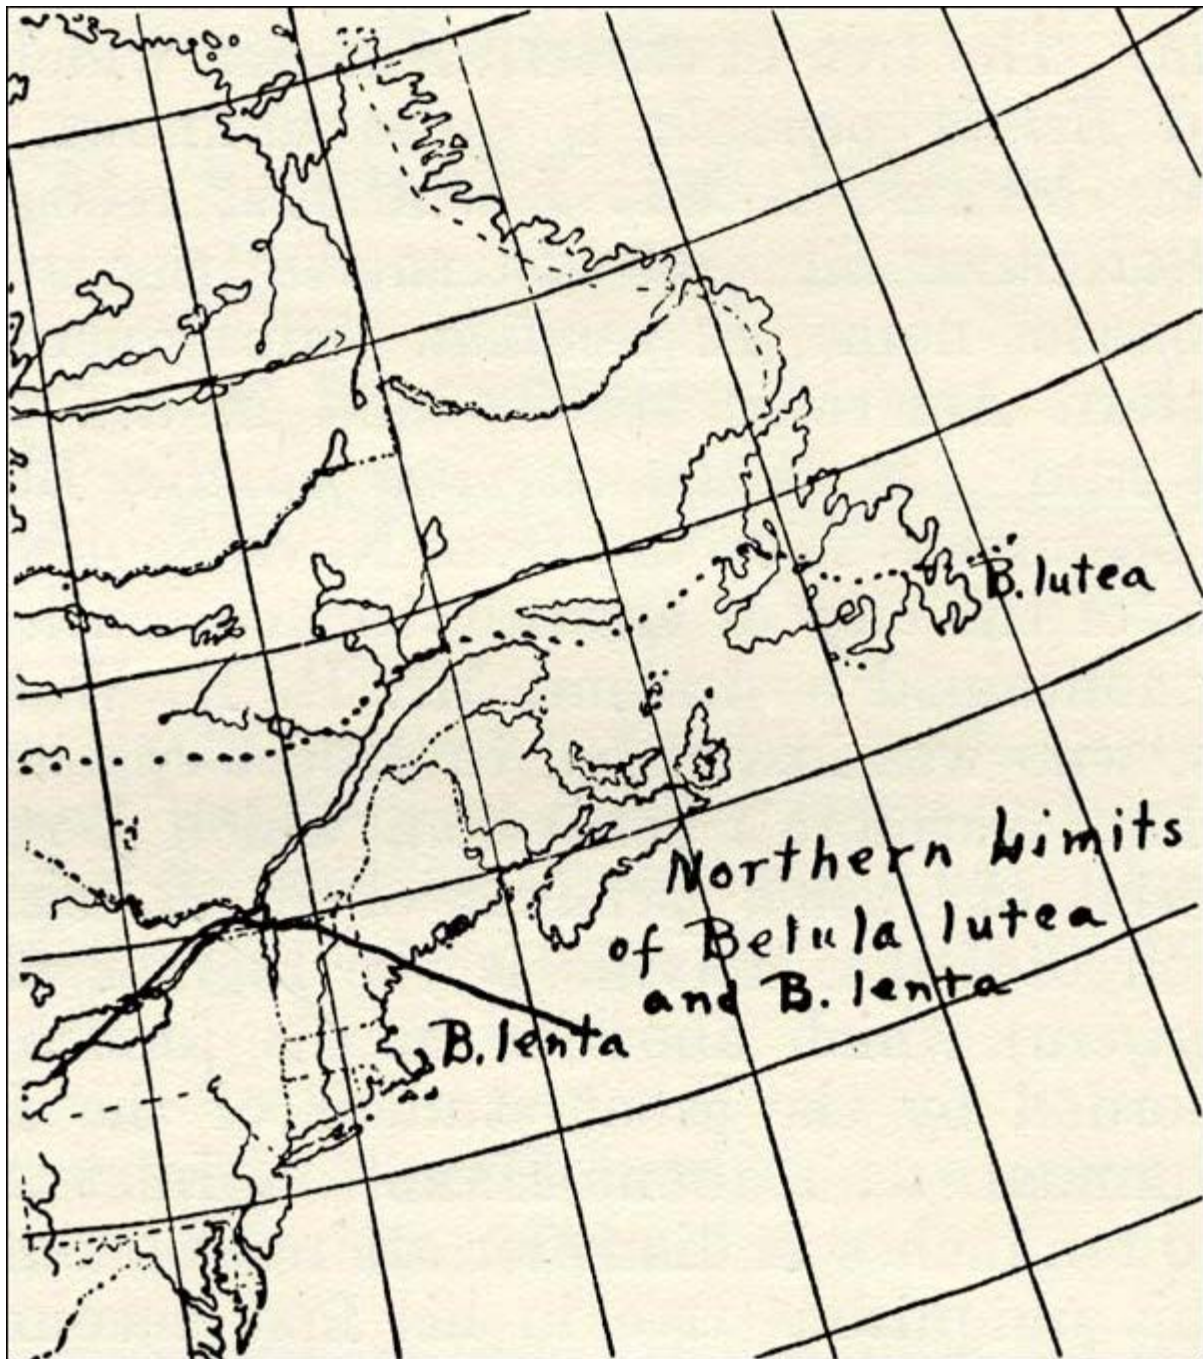 B. lutea
Northern Limits
of Betula lutea
and B. lenta
B. lenta